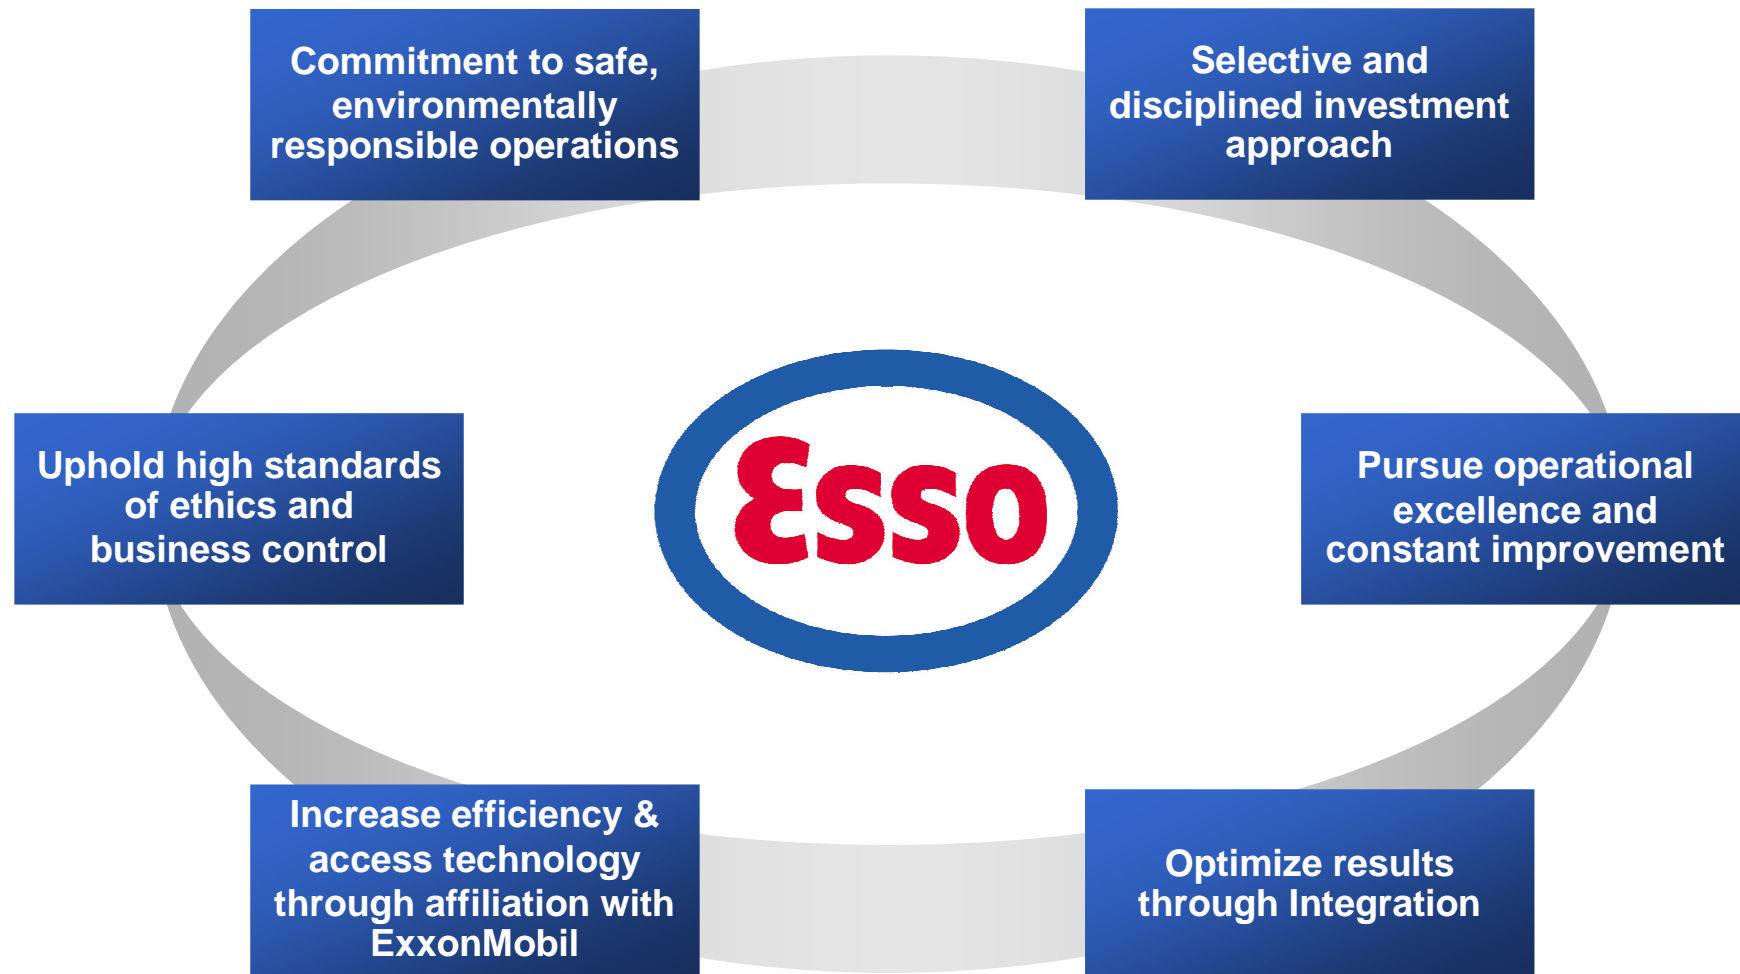 Commitment to safe,
environmentally
responsible operations
Selective and
disciplined investment
approach
Uphold high standards
of ethics and
business control
Esso
Pursue operational
excellence and
constant improvement
Increase efficiency &
access technology
through affiliation with
ExxonMobil
Optimize results
through Integration